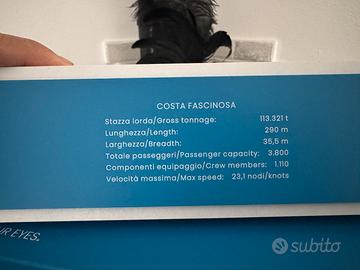 COSTA FASCINOSA
Stazza lorda/Gross tonnage: 113.321 t
Lunghezza/Length: 290 m
Larghezza/Breadth: 35,5 m
Totale passeggeri/Passenger capacity: 3.800
Componenti equipaggio/Crew members: 1.110
Velocità massima/Max speed: 23,1 nodi/knots
UR EYES.
subito